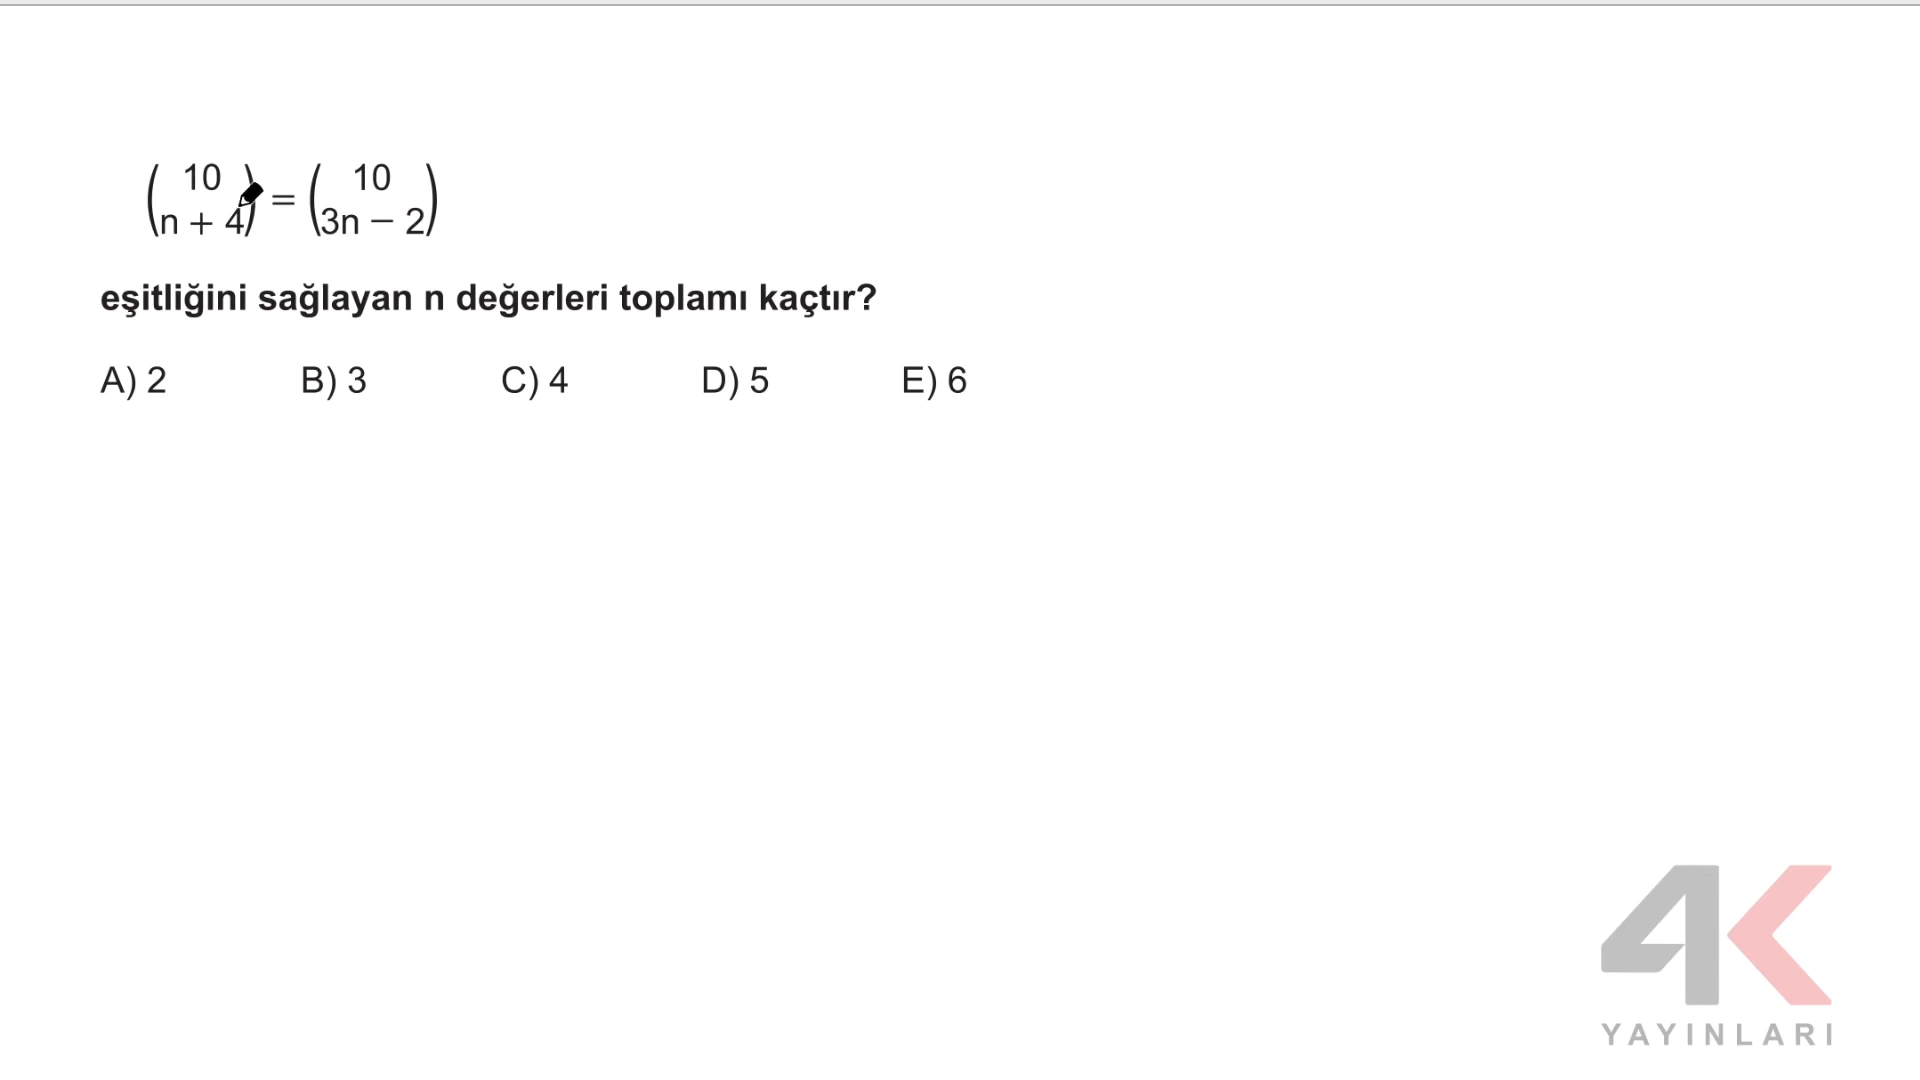 ( 10 ) = ( 10 )
(n + 4) (3n − 2)
eşitliğini sağlayan n değerleri toplamı kaçtır?
A) 2 B) 3 C) 4 D) 5 E) 6
4K
YAYINLARI